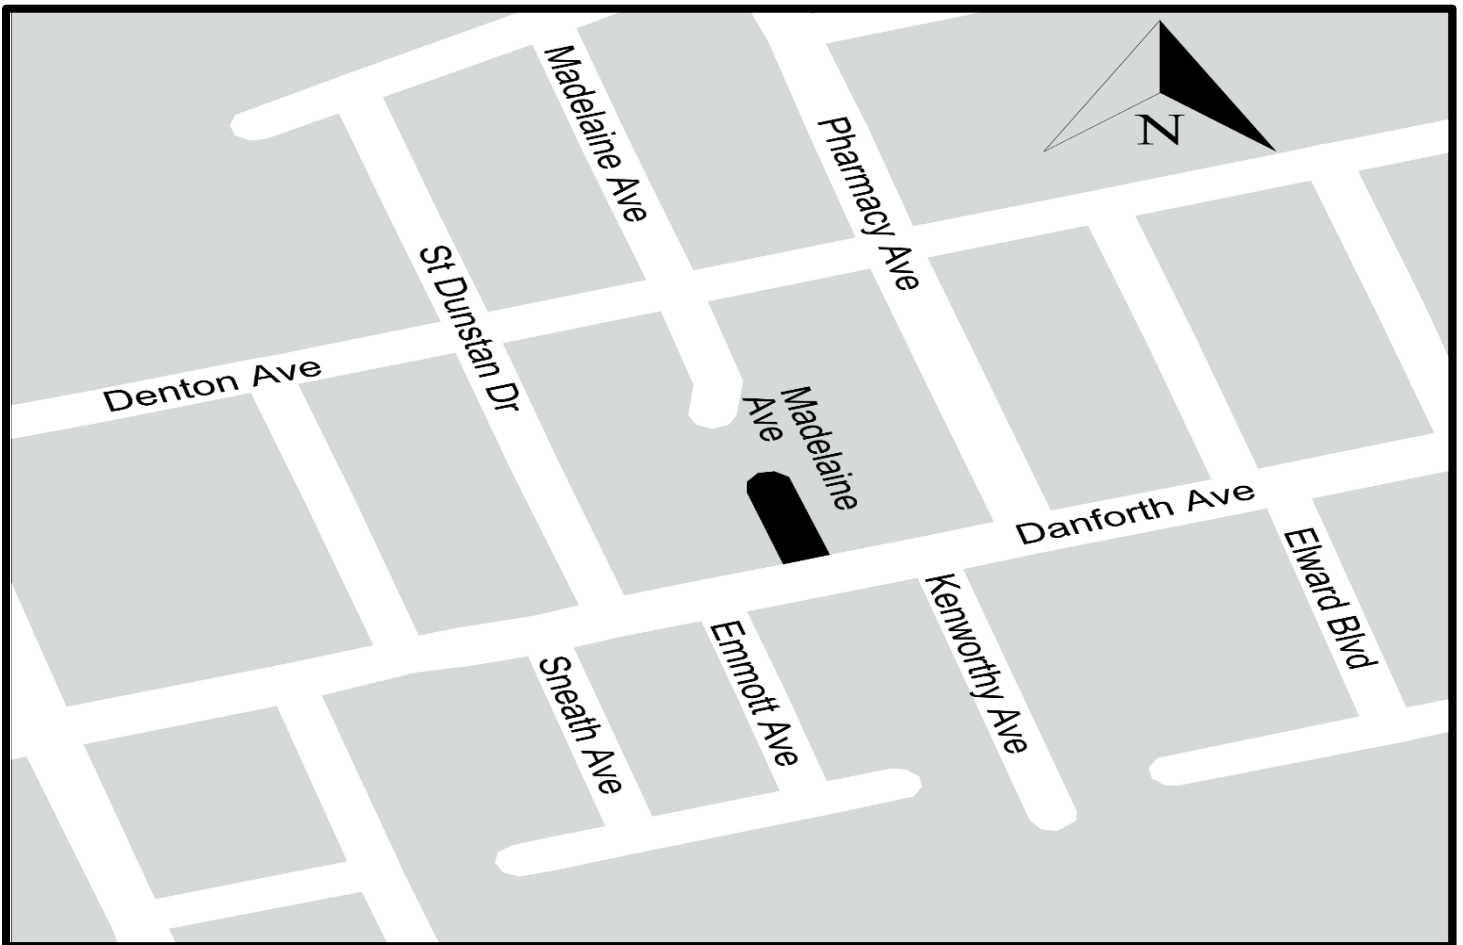 Madelaine Ave
Pharmacy Ave
N
St Dunstan Dr
Denton Ave
Madelaine
Ave
Danforth Ave
Elward Blvd
Kenworthy Ave
Emmott Ave
Sneath Ave